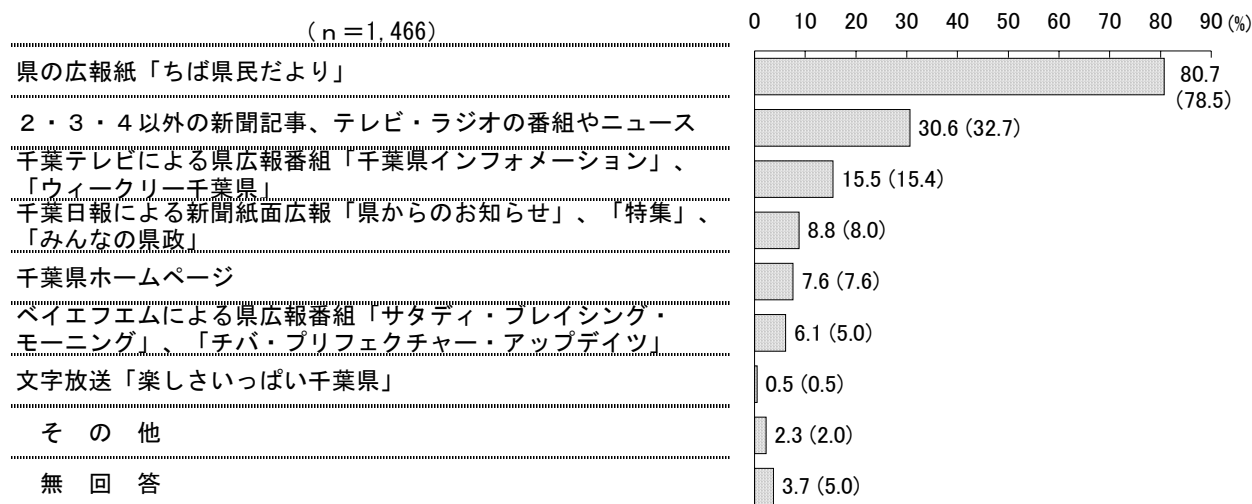 (n=1,466)
0 10 20 30 40 50 60 70 80 90 (%)
県の広報紙「ちば県民だより」
80.7
(78.5)
２・３・４以外の新聞記事、テレビ・ラジオの番組やニュース
30.6 (32.7)
千葉テレビによる県広報番組「千葉県インフォメーション」、
「ウィークリー千葉県」
15.5 (15.4)
千葉日報による新聞紙面広報「県からのお知らせ」、「特集」、
「みんなの県政」
8.8 (8.0)
千葉県ホームページ
7.6 (7.6)
ベイエフエムによる県広報番組「サタディ・ブレイシング・
モーニング」、「チバ・プリフェクチャー・アップデイツ」
6.1 (5.0)
文字放送「楽しさいっぱい千葉県」
0.5 (0.5)
そ の 他
2.3 (2.0)
無 回 答
3.7 (5.0)